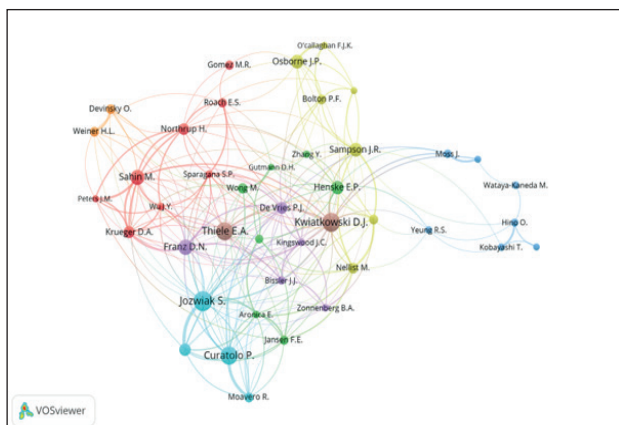 O'callaghan F.J.K.
Osborne J.P.
Gomez M.R.
Bolton P.F.
Devinsky O.
Roach E.S.
Weiner H.L.
Northrup H.
Sampson J.R.
Zhang Y.
Moss J.
Gutmann D.H.
Sparagana S.P.
Sahin M.
Wong M.
Henske E.P.
Wataya-Kaneda M.
Peters J.M.
Wu J.Y.
De Vries P.J.
Kwiatkowski D.J.
Hino O.
Krueger D.A.
Thiele E.A.
Yeung R.S.
Franz D.N.
Kingswood J.C.
Kobayashi T.
Nellist M.
Bissler J.J.
Jozwiak S.
Zonnenberg B.A.
Aronica E.
Jansen F.E.
Curatolo P.
Moavero R.
VOSviewer